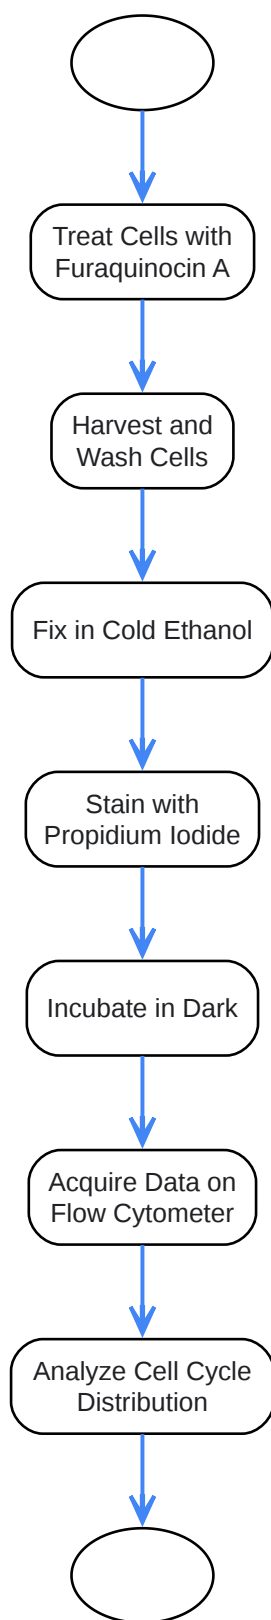 Treat Cells with
Furaquinocin A
Harvest and
Wash Cells
Fix in Cold Ethanol
Stain with
Propidium Iodide
Incubate in Dark
Acquire Data on
Flow Cytometer
Analyze Cell Cycle
Distribution